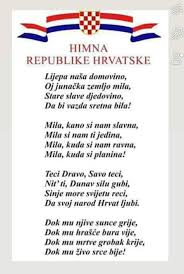 HIMNA
REPUBLIKE HRVATSKE
Lijepa naša domovino,
Oj junačka zemljo mila,
Stare slave djedovino,
Da bi vazda sretna bila!
Mila, kano si nam slavna,
Mila si nam ti jedina,
Mila, kuda si nam ravna,
Mila, kuda si planina!
Teci Dravo, Savo teci,
Nit' ti, Dunav silu gubi,
Sinje more svijetu reci,
Da svoj narod Hrvat ljubi.
Dok mu njive sunce grije,
Dok mu hrašće bura vije,
Dok mu mrtve grobak krije,
Dok mu živo srce bije!